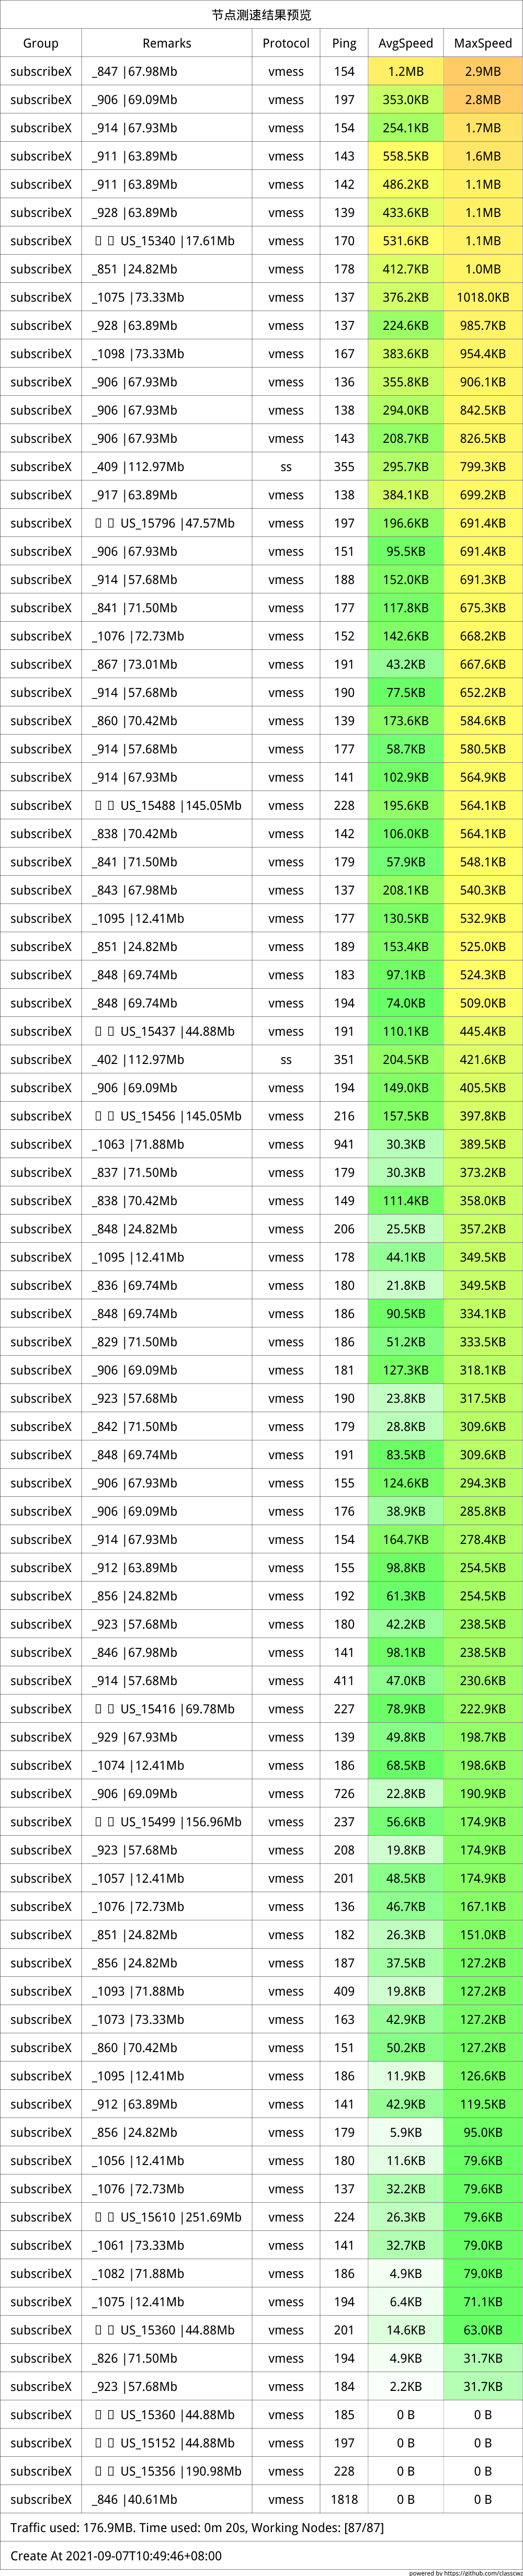 节点测速结果预览
Group Remarks Protocol Ping AvgSpeed MaxSpeed
subscribeX _847 |67.98Mb vmess 154 1.2MB 2.9MB
subscribeX _906 |69.09Mb vmess 197 353.0KB 2.8MB
subscribeX _914 |67.93Mb vmess 154 254.1KB 1.7MB
subscribeX _911 |63.89Mb vmess 143 558.5KB 1.6MB
subscribeX _911 |63.89Mb vmess 142 486.2KB 1.1MB
subscribeX _928 |63.89Mb vmess 139 433.6KB 1.1MB
subscribeX US_15340 |17.61Mb vmess 170 531.6KB 1.1MB
subscribeX _851 |24.82Mb vmess 178 412.7KB 1.0MB
subscribeX _1075 |73.33Mb vmess 137 376.2KB 1018.0KB
subscribeX _928 |63.89Mb vmess 137 224.6KB 985.7KB
subscribeX _1098 |73.33Mb vmess 167 383.6KB 954.4KB
subscribeX _906 |67.93Mb vmess 136 355.8KB 906.1KB
subscribeX _906 |67.93Mb vmess 138 294.0KB 842.5KB
subscribeX _906 |67.93Mb vmess 143 208.7KB 826.5KB
subscribeX _409 |112.97Mb ss 355 295.7KB 799.3KB
subscribeX _917 |63.89Mb vmess 138 384.1KB 699.2KB
subscribeX US_15796 |47.57Mb vmess 197 196.6KB 691.4KB
subscribeX _906 |67.93Mb vmess 151 95.5KB 691.4KB
subscribeX _914 |57.68Mb vmess 188 152.0KB 691.3KB
subscribeX _841 |71.50Mb vmess 177 117.8KB 675.3KB
subscribeX _1076 |72.73Mb vmess 152 142.6KB 668.2KB
subscribeX _867 |73.01Mb vmess 191 43.2KB 667.6KB
subscribeX _914 |57.68Mb vmess 190 77.5KB 652.2KB
subscribeX _860 |70.42Mb vmess 139 173.6KB 584.6KB
subscribeX _914 |57.68Mb vmess 177 58.7KB 580.5KB
subscribeX _914 |67.93Mb vmess 141 102.9KB 564.9KB
subscribeX US_15488 |145.05Mb vmess 228 195.6KB 564.1KB
subscribeX _838 |70.42Mb vmess 142 106.0KB 564.1KB
subscribeX _841 |71.50Mb vmess 179 57.9KB 548.1KB
subscribeX _843 |67.98Mb vmess 137 208.1KB 540.3KB
subscribeX _1095 |12.41Mb vmess 177 130.5KB 532.9KB
subscribeX _851 |24.82Mb vmess 189 153.4KB 525.0KB
subscribeX _848 |69.74Mb vmess 183 97.1KB 524.3KB
subscribeX _848 |69.74Mb vmess 194 74.0KB 509.0KB
subscribeX US_15437 |44.88Mb vmess 191 110.1KB 445.4KB
subscribeX _402 |112.97Mb ss 351 204.5KB 421.6KB
subscribeX _906 |69.09Mb vmess 194 149.0KB 405.5KB
subscribeX US_15456 |145.05Mb vmess 216 157.5KB 397.8KB
subscribeX _1063 |71.88Mb vmess 941 30.3KB 389.5KB
subscribeX _837 |71.50Mb vmess 179 30.3KB 373.2KB
subscribeX _838 |70.42Mb vmess 149 111.4KB 358.0KB
subscribeX _848 |24.82Mb vmess 206 25.5KB 357.2KB
subscribeX _1095 |12.41Mb vmess 178 44.1KB 349.5KB
subscribeX _836 |69.74Mb vmess 180 21.8KB 349.5KB
subscribeX _848 |69.74Mb vmess 186 90.5KB 334.1KB
subscribeX _829 |71.50Mb vmess 186 51.2KB 333.5KB
subscribeX _906 |69.09Mb vmess 181 127.3KB 318.1KB
subscribeX _923 |57.68Mb vmess 190 23.8KB 317.5KB
subscribeX _842 |71.50Mb vmess 179 28.8KB 309.6KB
subscribeX _848 |69.74Mb vmess 191 83.5KB 309.6KB
subscribeX _906 |67.93Mb vmess 155 124.6KB 294.3KB
subscribeX _906 |69.09Mb vmess 176 38.9KB 285.8KB
subscribeX _914 |67.93Mb vmess 154 164.7KB 278.4KB
subscribeX _912 |63.89Mb vmess 155 98.8KB 254.5KB
subscribeX _856 |24.82Mb vmess 192 61.3KB 254.5KB
subscribeX _923 |57.68Mb vmess 180 42.2KB 238.5KB
subscribeX _846 |67.98Mb vmess 141 98.1KB 238.5KB
subscribeX _914 |57.68Mb vmess 411 47.0KB 230.6KB
subscribeX US_15416 |69.78Mb vmess 227 78.9KB 222.9KB
subscribeX _929 |67.93Mb vmess 139 49.8KB 198.7KB
subscribeX _1074 |12.41Mb vmess 186 68.5KB 198.6KB
subscribeX _906 |69.09Mb vmess 726 22.8KB 190.9KB
subscribeX US_15499 |156.96Mb vmess 237 56.6KB 174.9KB
subscribeX _923 |57.68Mb vmess 208 19.8KB 174.9KB
subscribeX _1057 |12.41Mb vmess 201 48.5KB 174.9KB
subscribeX _1076 |72.73Mb vmess 136 46.7KB 167.1KB
subscribeX _851 |24.82Mb vmess 182 26.3KB 151.0KB
subscribeX _856 |24.82Mb vmess 187 37.5KB 127.2KB
subscribeX _1093 |71.88Mb vmess 409 19.8KB 127.2KB
subscribeX _1073 |73.33Mb vmess 163 42.9KB 127.2KB
subscribeX _860 |70.42Mb vmess 151 50.2KB 127.2KB
subscribeX _1095 |12.41Mb vmess 186 11.9KB 126.6KB
subscribeX _912 |63.89Mb vmess 141 42.9KB 119.5KB
subscribeX _856 |24.82Mb vmess 179 5.9KB 95.0KB
subscribeX _1056 |12.41Mb vmess 180 11.6KB 79.6KB
subscribeX _1076 |72.73Mb vmess 137 32.2KB 79.6KB
subscribeX US_15610 |251.69Mb vmess 224 26.3KB 79.6KB
subscribeX _1061 |73.33Mb vmess 141 32.7KB 79.0KB
subscribeX _1082 |71.88Mb vmess 186 4.9KB 79.0KB
subscribeX _1075 |12.41Mb vmess 194 6.4KB 71.1KB
subscribeX US_15360 |44.88Mb vmess 201 14.6KB 63.0KB
subscribeX _826 |71.50Mb vmess 194 4.9KB 31.7KB
subscribeX _923 |57.68Mb vmess 184 2.2KB 31.7KB
subscribeX US_15360 |44.88Mb vmess 185 0 B 0 B
subscribeX US_15152 |44.88Mb vmess 197 0 B 0 B
subscribeX US_15356 |190.98Mb vmess 228 0 B 0 B
subscribeX _846 |40.61Mb vmess 1818 0 B 0 B
Traffic used: 176.9MB. Time used: 0m 20s, Working Nodes: [87/87]
Create At 2021-09-07T10:49:46+08:00
powered by https://github.com/classcwz